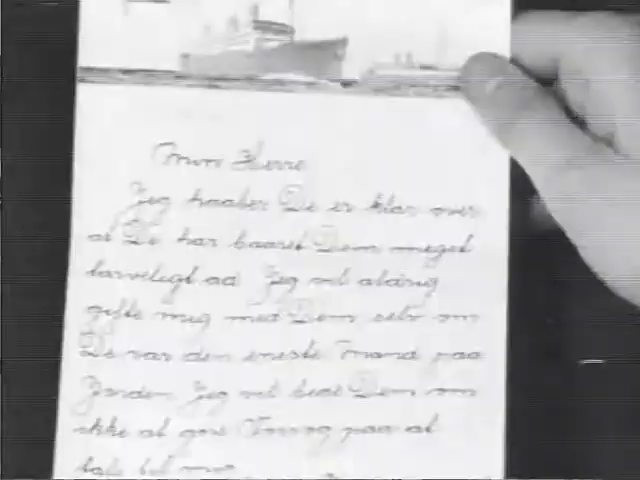 Min Herre
Jeg haaber De er klar over
at De har baaret Dem meget
tarveligt ad Jeg vil aldrig
gifte mig med Dem selv om
De var den eneste Mand paa
Jorden Jeg vil bede Dem om
ikke at gøre Forsøg paa at
tale til mig